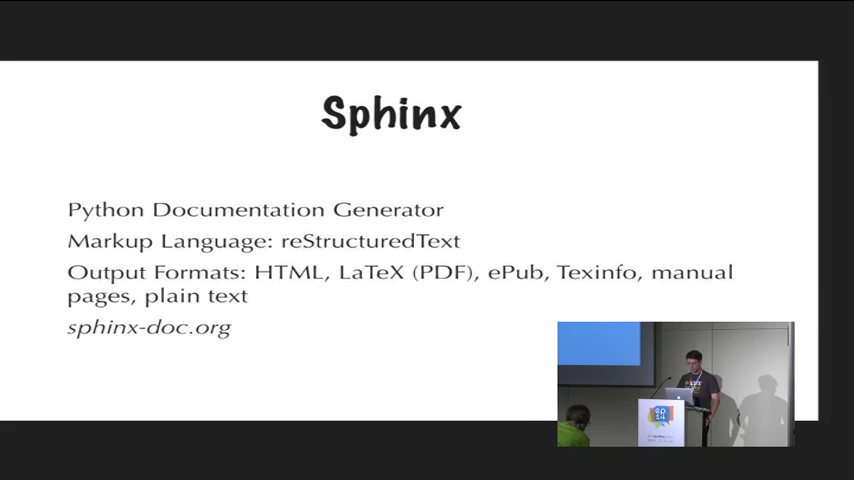 Sphinx
Python Documentation Generator
Markup Language: reStructuredText
Output Formats: HTML, LaTeX (PDF), ePub, Texinfo, manual
pages, plain text
sphinx-doc.org